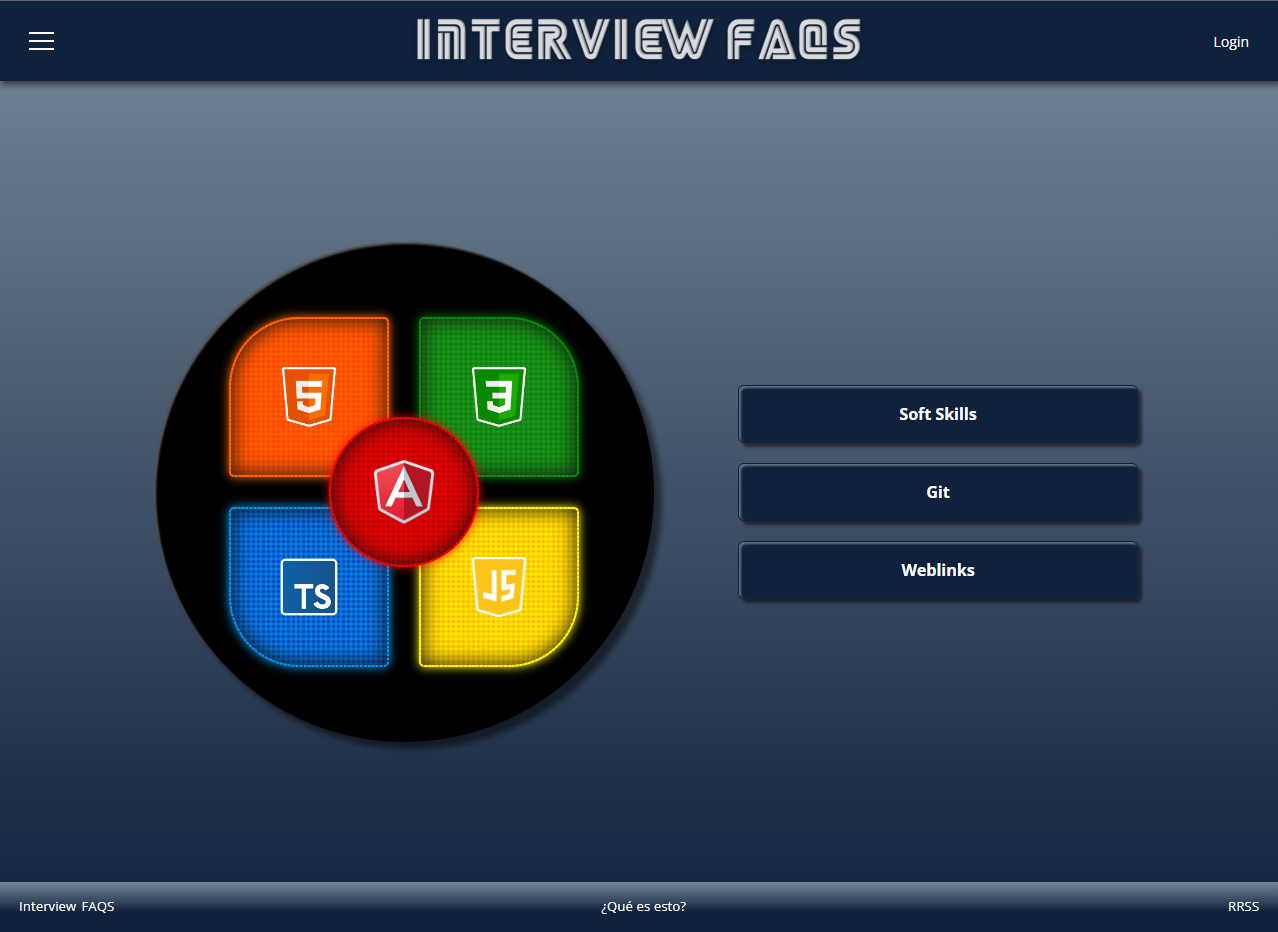 INTERVIEW FAQS
Login
5
3
A
TS
JS
Soft Skills
Git
Weblinks
Interview FAQS
¿Qué es esto?
RRSS